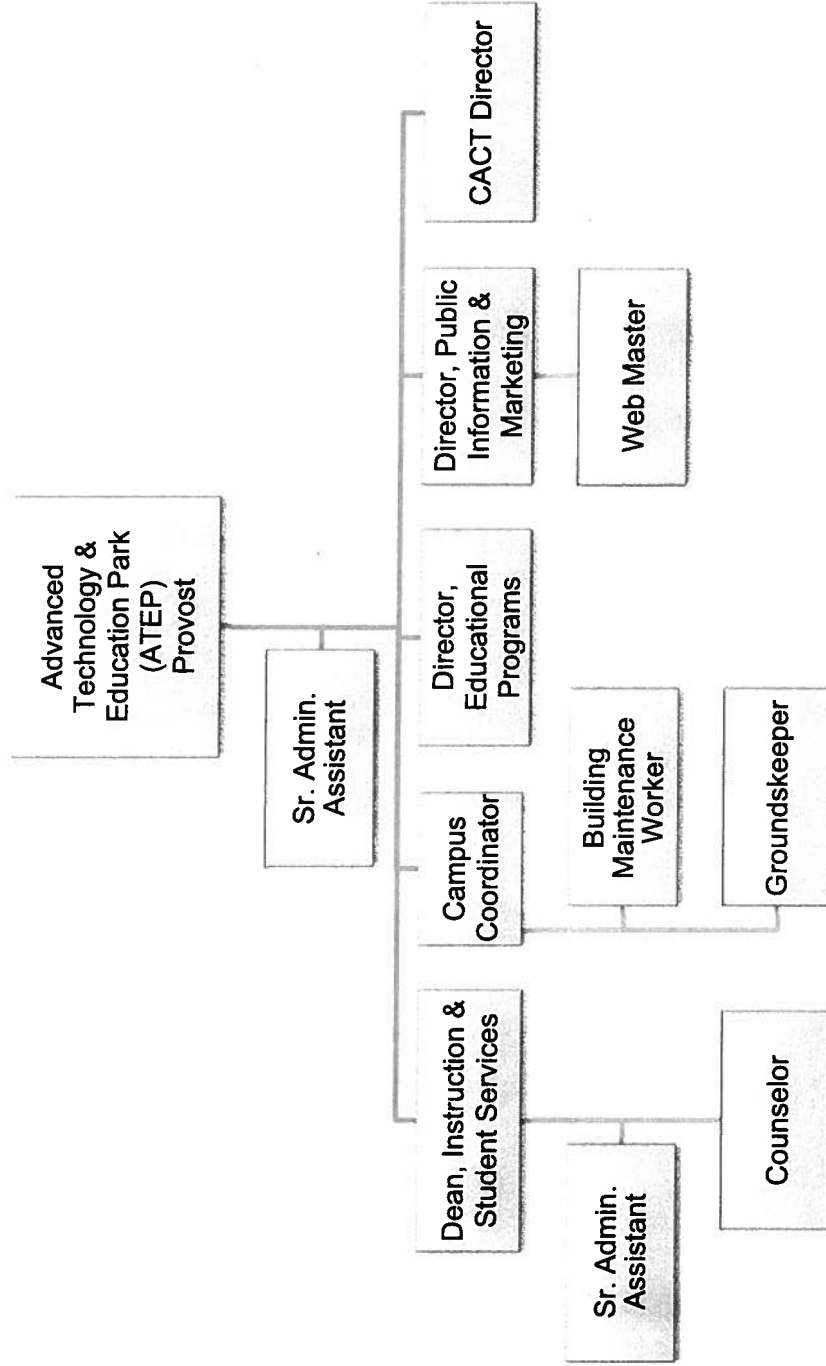 Advanced
Technology &
Education Park
(ATEP)
Provost
Sr. Admin.
Assistant
Dean, Instruction &
Student Services
Campus
Coordinator
Director,
Educational
Programs
Director, Public
Information &
Marketing
CACT Director
Sr. Admin.
Assistant
Building
Maintenance
Worker
Web Master
Counselor
Groundskeeper